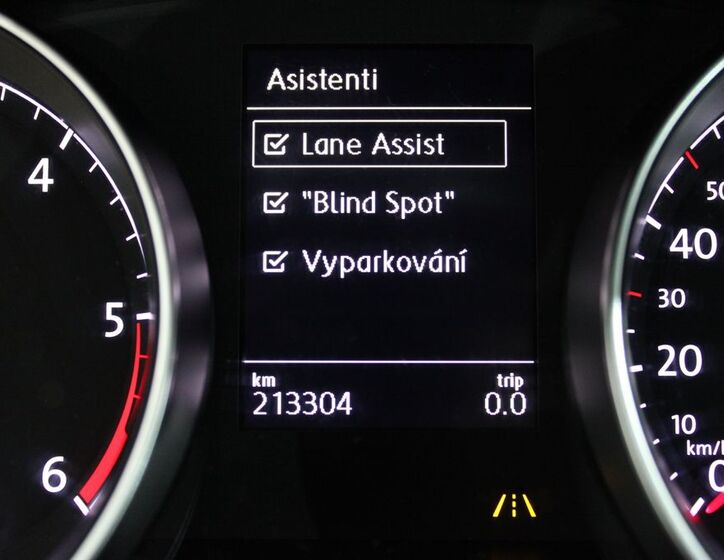 Asistenti
Lane Assist
"Blind Spot"
Vyparkování
km trip
213304 0.0
4
5
6
50
40
30
20
10
km/h
0